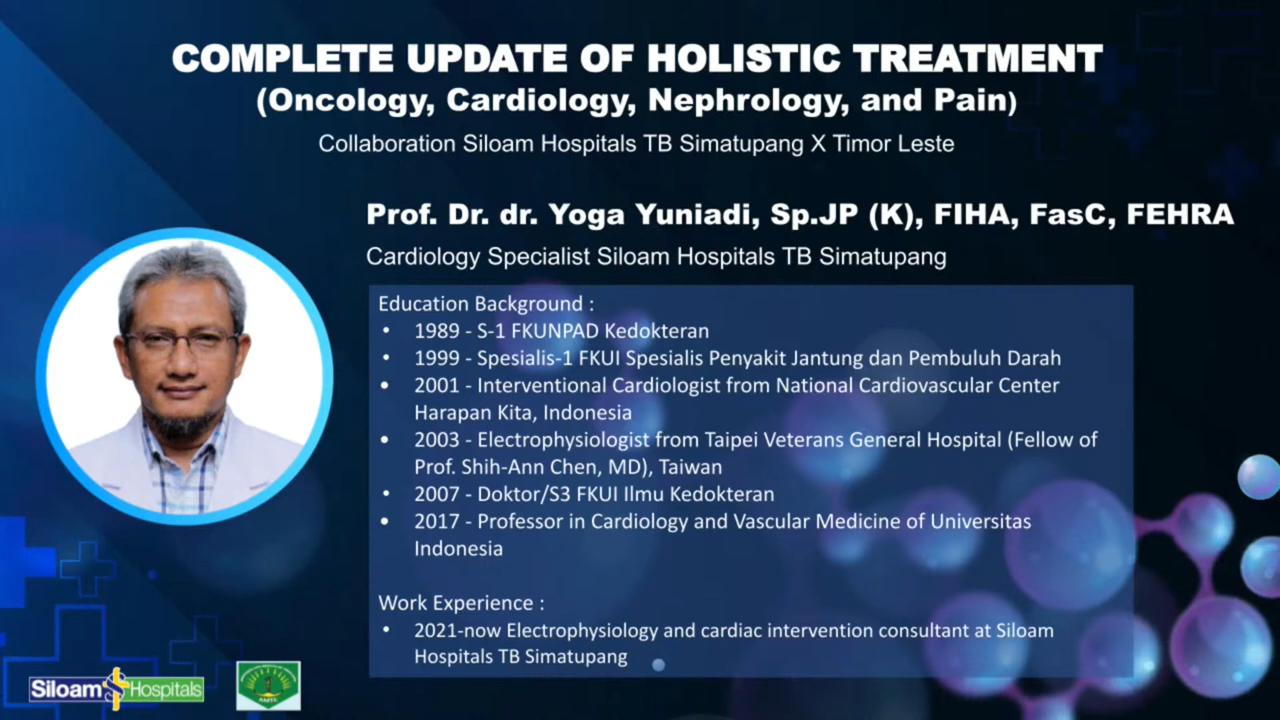 COMPLETE UPDATE OF HOLISTIC TREATMENT
(Oncology, Cardiology, Nephrology, and Pain)
Collaboration Siloam Hospitals TB Simatupang X Timor Leste
Prof. Dr. dr. Yoga Yuniadi, Sp.JP (K), FIHA, FasC, FEHRA
Cardiology Specialist Siloam Hospitals TB Simatupang
Education Background :
• 1989 - S-1 FKUNPAD Kedokteran
• 1999 - Spesialis-1 FKUI Spesialis Penyakit Jantung dan Pembuluh Darah
• 2001 - Interventional Cardiologist from National Cardiovascular Center
Harapan Kita, Indonesia
• 2003 - Electrophysiologist from Taipei Veterans General Hospital (Fellow of
Prof. Shih-Ann Chen, MD), Taiwan
• 2007 - Doktor/S3 FKUI Ilmu Kedokteran
• 2017 - Professor in Cardiology and Vascular Medicine of Universitas
Indonesia
Work Experience :
• 2021-now Electrophysiology and cardiac intervention consultant at Siloam
Hospitals TB Simatupang
Siloam Hospitals